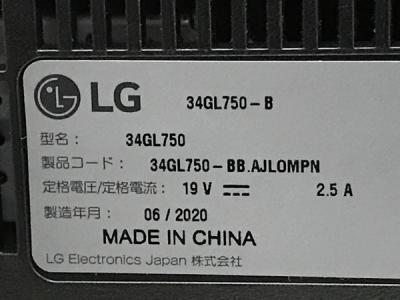 LG 34GL750-B
型名： 34GL750
製品コード： 34GL750-BB.AJLOMPN
定格電圧/定格電流： 19 V ⎓ 2.5 A
製造年月： 06 / 2020
MADE IN CHINA
LG Electronics Japan 株式会社